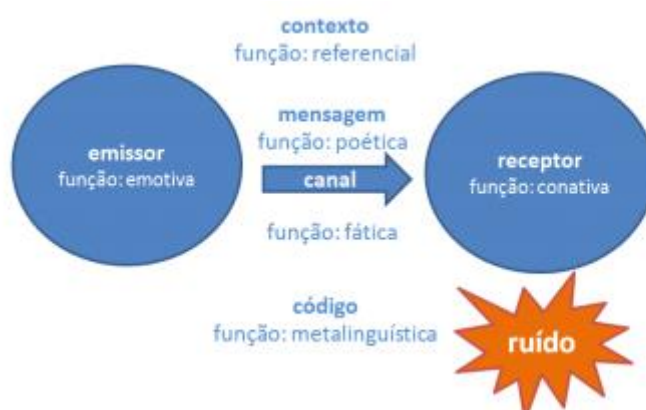 contexto
função: referencial
mensagem
função: poética
emissor
função: emotiva
canal
receptor
função: conativa
função: fática
código
função: metalinguística
ruído